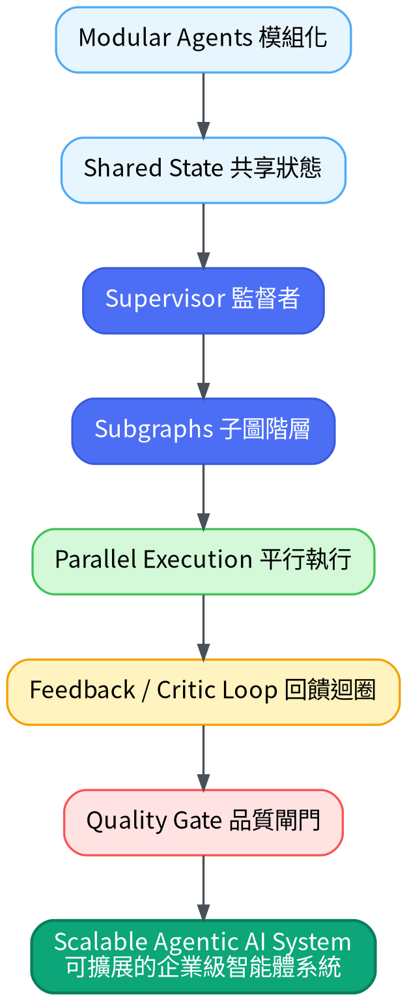 Modular Agents 模組化
Shared State 共享狀態
Supervisor 監督者
Subgraphs 子圖階層
Parallel Execution 平行執行
Feedback / Critic Loop 回饋迴圈
Quality Gate 品質閘門
Scalable Agentic AI System
可擴展的企業級智能體系統